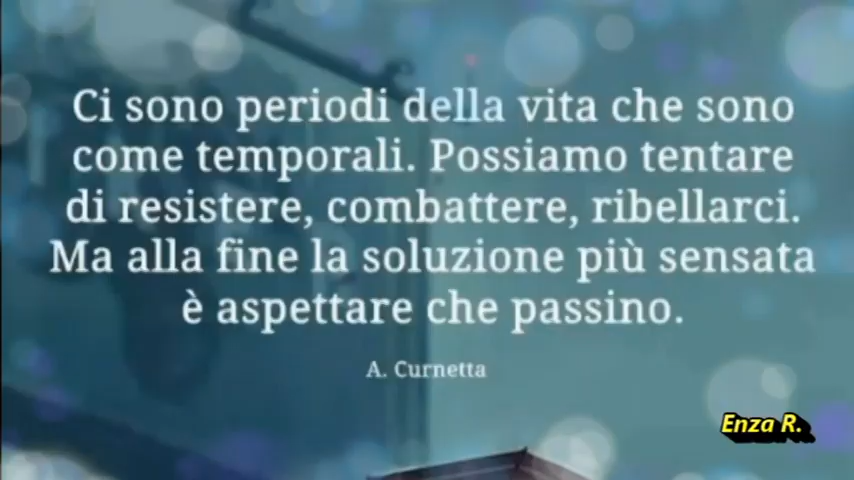 Ci sono periodi della vita che sono
come temporali. Possiamo tentare
di resistere, combattere, ribellarci.
Ma alla fine la soluzione più sensata
è aspettare che passino.
A. Curnetta
Enza R.